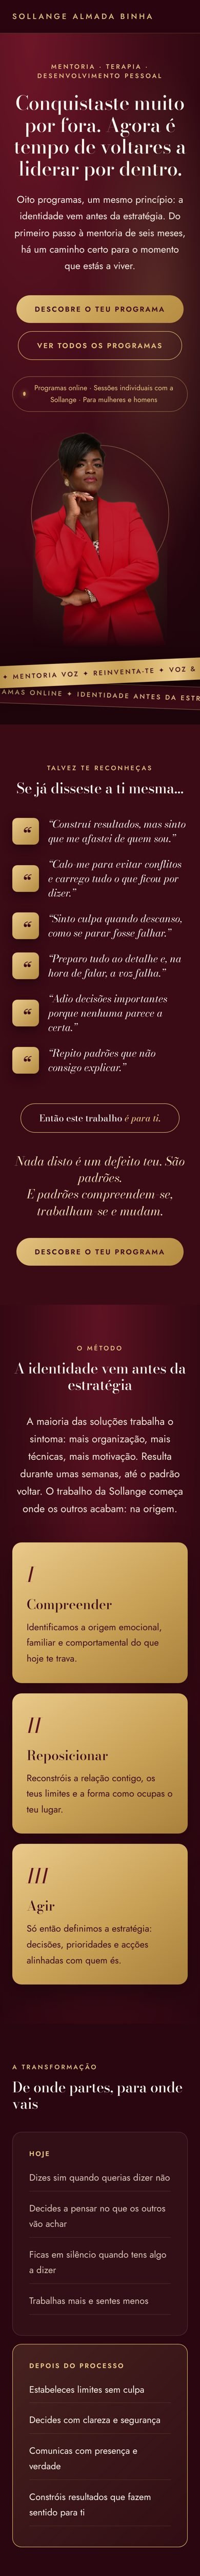 SOLLANGE ALMADA BINHA
MENTORIA · TERAPIA ·
DESENVOLVIMENTO PESSOAL
Conquistaste muito
por fora. Agora é
tempo de voltares a
liderar por dentro.
Oito programas, um mesmo princípio: a
identidade vem antes da estratégia. Do
primeiro passo à mentoria de seis meses,
há um caminho certo para o momento
que estás a viver.
DESCOBRE O TEU PROGRAMA
VER TODOS OS PROGRAMAS
Programas online · Sessões individuais com a
Sollange · Para mulheres e homens
✦ MENTORIA VOZ ✦ REINVENTA-TE ✦ VOZ &
AMAS ONLINE ✦ IDENTIDADE ANTES DA ESTR
TALVEZ TE RECONHEÇAS
Se já disseste a ti mesma...
“Construí resultados, mas sinto
que me afastei de quem sou.”
“Calo-me para evitar conflitos
e carrego tudo o que ficou por
dizer.”
“Sinto culpa quando descanso,
como se parar fosse falhar.”
“Preparo tudo ao detalhe e, na
hora de falar, a voz falha.”
“Adio decisões importantes
porque nenhuma parece a
certa.”
“Repito padrões que não
consigo explicar.”
Então este trabalho é para ti.
Nada disto é um defeito teu. São
padrões.
E padrões compreendem-se,
trabalham-se e mudam.
DESCOBRE O TEU PROGRAMA
O MÉTODO
A identidade vem antes da
estratégia
A maioria das soluções trabalha o
sintoma: mais organização, mais
técnicas, mais motivação. Resulta
durante umas semanas, até o padrão
voltar. O trabalho da Sollange começa
onde os outros acabam: na origem.
I
Compreender
Identificamos a origem emocional,
familiar e comportamental do que
hoje te trava.
II
Reposicionar
Reconstróis a relação contigo, os
teus limites e a forma como ocupas o
teu lugar.
III
Agir
Só então definimos a estratégia:
decisões, prioridades e acções
alinhadas com quem és.
A TRANSFORMAÇÃO
De onde partes, para onde
vais
HOJE
Dizes sim quando querias dizer não
Decides a pensar no que os outros
vão achar
Ficas em silêncio quando tens algo
a dizer
Trabalhas mais e sentes menos
DEPOIS DO PROCESSO
Estabeleces limites sem culpa
Decides com clareza e segurança
Comunicas com presença e
verdade
Constróis resultados que fazem
sentido para ti